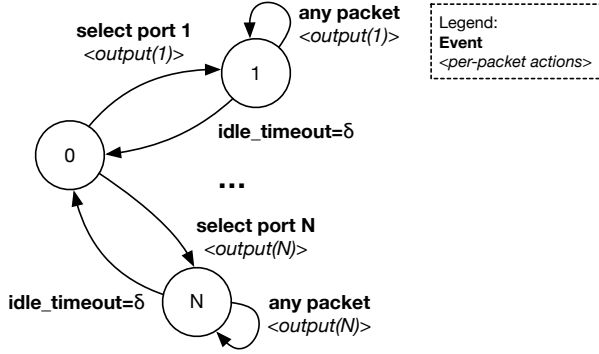 select port 1
<output(1)>
any packet
<output(1)>
Legend:
Event
<per-packet actions>
1
idle_timeout=δ
0
...
select port N
<output(N)>
idle_timeout=δ
N
any packet
<output(N)>